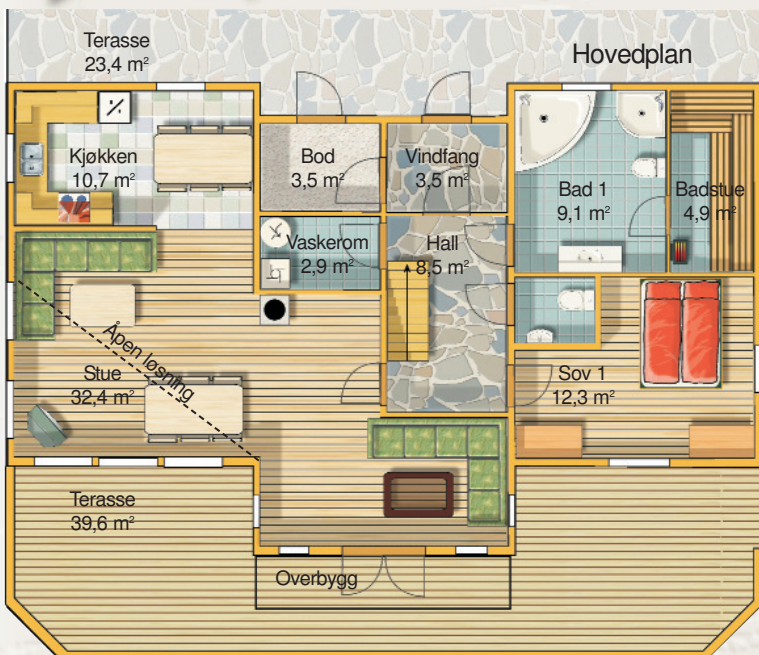 Hovedplan
Terasse
23,4 m²
Kjøkken
10,7 m²
Bod
3,5 m²
Vindfang
3,5 m²
Bad 1
9,1 m²
Badstue
4,9 m²
Vaskerom
2,9 m²
Hall
8,5 m²
Åpen løsning
Stue
32,4 m²
Sov 1
12,3 m²
Terasse
39,6 m²
Overbygg